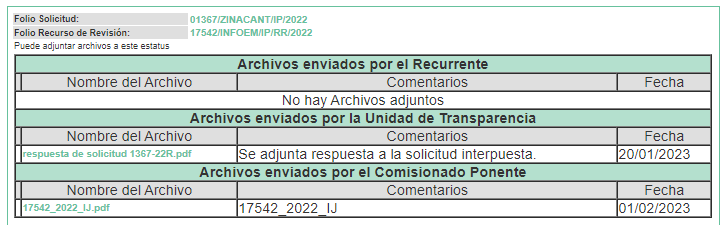 Folio Solicitud: 01367/ZINACANT/IP/2022
Folio Recurso de Revisión: 17542/INFOEM/IP/RR/2022
Puede adjuntar archivos a este estatus
Archivos enviados por el Recurrente
Nombre del Archivo Comentarios Fecha
No hay Archivos adjuntos
Archivos enviados por la Unidad de Transparencia
Nombre del Archivo Comentarios Fecha
respuesta de solicitud 1367-22R.pdf Se adjunta respuesta a la solicitud interpuesta. 20/01/2023
Archivos enviados por el Comisionado Ponente
Nombre del Archivo Comentarios Fecha
17542_2022_IJ.pdf 17542_2022_IJ 01/02/2023